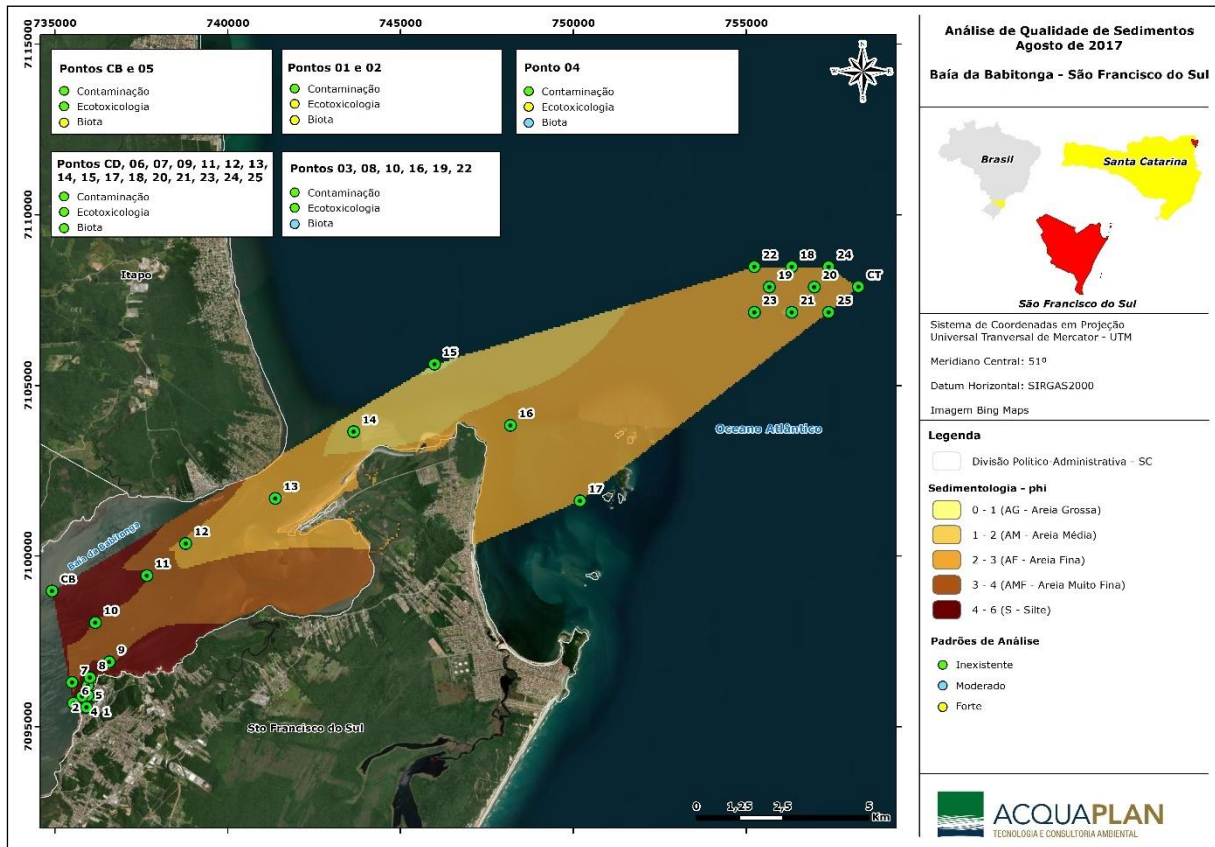 735000
740000
745000
750000
755000
7115000
7110000
7105000
7100000
7095000
7115000
7110000
7105000
7100000
7095000
Pontos CB e 05
Contaminação
Ecotoxicologia
Biota
Pontos 01 e 02
Contaminação
Ecotoxicologia
Biota
Ponto 04
Contaminação
Ecotoxicologia
Biota
Pontos CD, 06, 07, 09, 11, 12, 13,
14, 15, 17, 18, 20, 21, 23, 24, 25
Contaminação
Ecotoxicologia
Biota
Pontos 03, 08, 10, 16, 19, 22
Contaminação
Ecotoxicologia
Biota
N
E
S
W
Itapo
22
18
24
19
20
CT
23
21
25
15
14
16
Oceano Atlântico
13
17
12
Baía da Babitonga
CB
11
10
9
8
7
6
5
2
4
1
Sto Francisco do Sul
0
1,25
2,5
5
Km
Análise de Qualidade de Sedimentos
Agosto de 2017
Baía da Babitonga - São Francisco do Sul
Brasil
Santa Catarina
São Francisco do Sul
Sistema de Coordenadas em Projeção
Universal Tranversal de Mercator - UTM
Meridiano Central: 51º
Datum Horizontal: SIRGAS2000
Imagem Bing Maps
Legenda
Divisão Político-Administrativa - SC
Sedimentologia - phi
0 - 1 (AG - Areia Grossa)
1 - 2 (AM - Areia Média)
2 - 3 (AF - Areia Fina)
3 - 4 (AMF - Areia Muito Fina)
4 - 6 (S - Silte)
Padrões de Análise
Inexistente
Moderado
Forte
ACQUAPLAN
TECNOLOGIA E CONSULTORIA AMBIENTAL